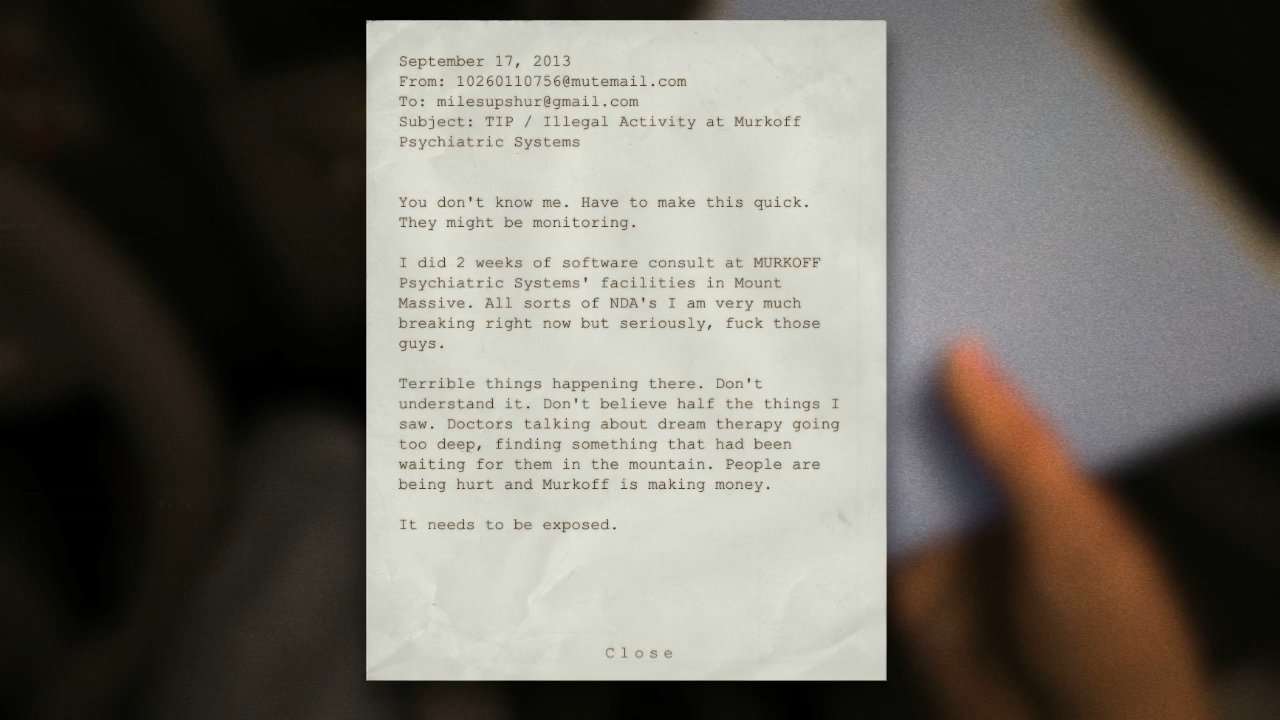 September 17, 2013
From: 10260110756@mutemail.com
To: milesupshur@gmail.com
Subject: TIP / Illegal Activity at Murkoff
Psychiatric Systems
You don't know me. Have to make this quick.
They might be monitoring.
I did 2 weeks of software consult at MURKOFF
Psychiatric Systems' facilities in Mount
Massive. All sorts of NDA's I am very much
breaking right now but seriously, fuck those
guys.
Terrible things happening there. Don't
understand it. Don't believe half the things I
saw. Doctors talking about dream therapy going
too deep, finding something that had been
waiting for them in the mountain. People are
being hurt and Murkoff is making money.
It needs to be exposed.
Close